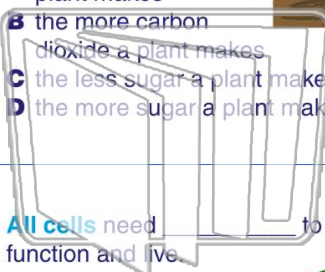 plant makes
B the more carbon
dioxide a plant makes
C the less sugar a plant make
D the more sugar a plant mak
All cells need ________ to
function and live.